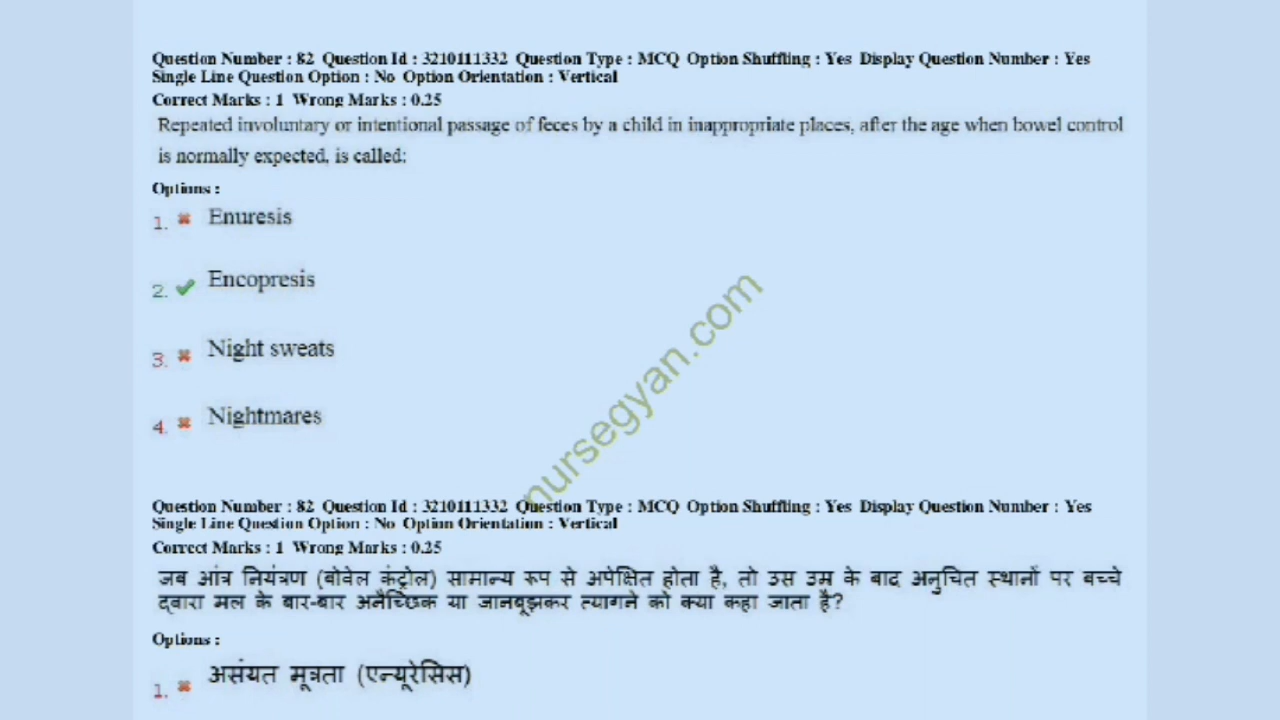 Question Number : 82 Question Id : 3210111332 Question Type : MCQ Option Shuffling : Yes Display Question Number : Yes
Single Line Question Option : No Option Orientation : Vertical
Correct Marks : 1 Wrong Marks : 0.25
Repeated involuntary or intentional passage of feces by a child in inappropriate places, after the age when bowel control
is normally expected, is called:
Options :
1. Enuresis
2. Encopresis
3. Night sweats
4. Nightmares
nursegyan.com
Question Number : 82 Question Id : 3210111332 Question Type : MCQ Option Shuffling : Yes Display Question Number : Yes
Single Line Question Option : No Option Orientation : Vertical
Correct Marks : 1 Wrong Marks : 0.25
जब आंत्र नियंत्रण (बोवेल कंट्रोल) सामान्य रूप से अपेक्षित होता है, तो उस उम्र के बाद अनुचित स्थानों पर बच्चे
द्वारा मल के बार-बार अनैच्छिक या जानबूझकर त्यागने को क्या कहा जाता है?
Options :
1. असंयत मूत्रता (एन्यूरेसिस)